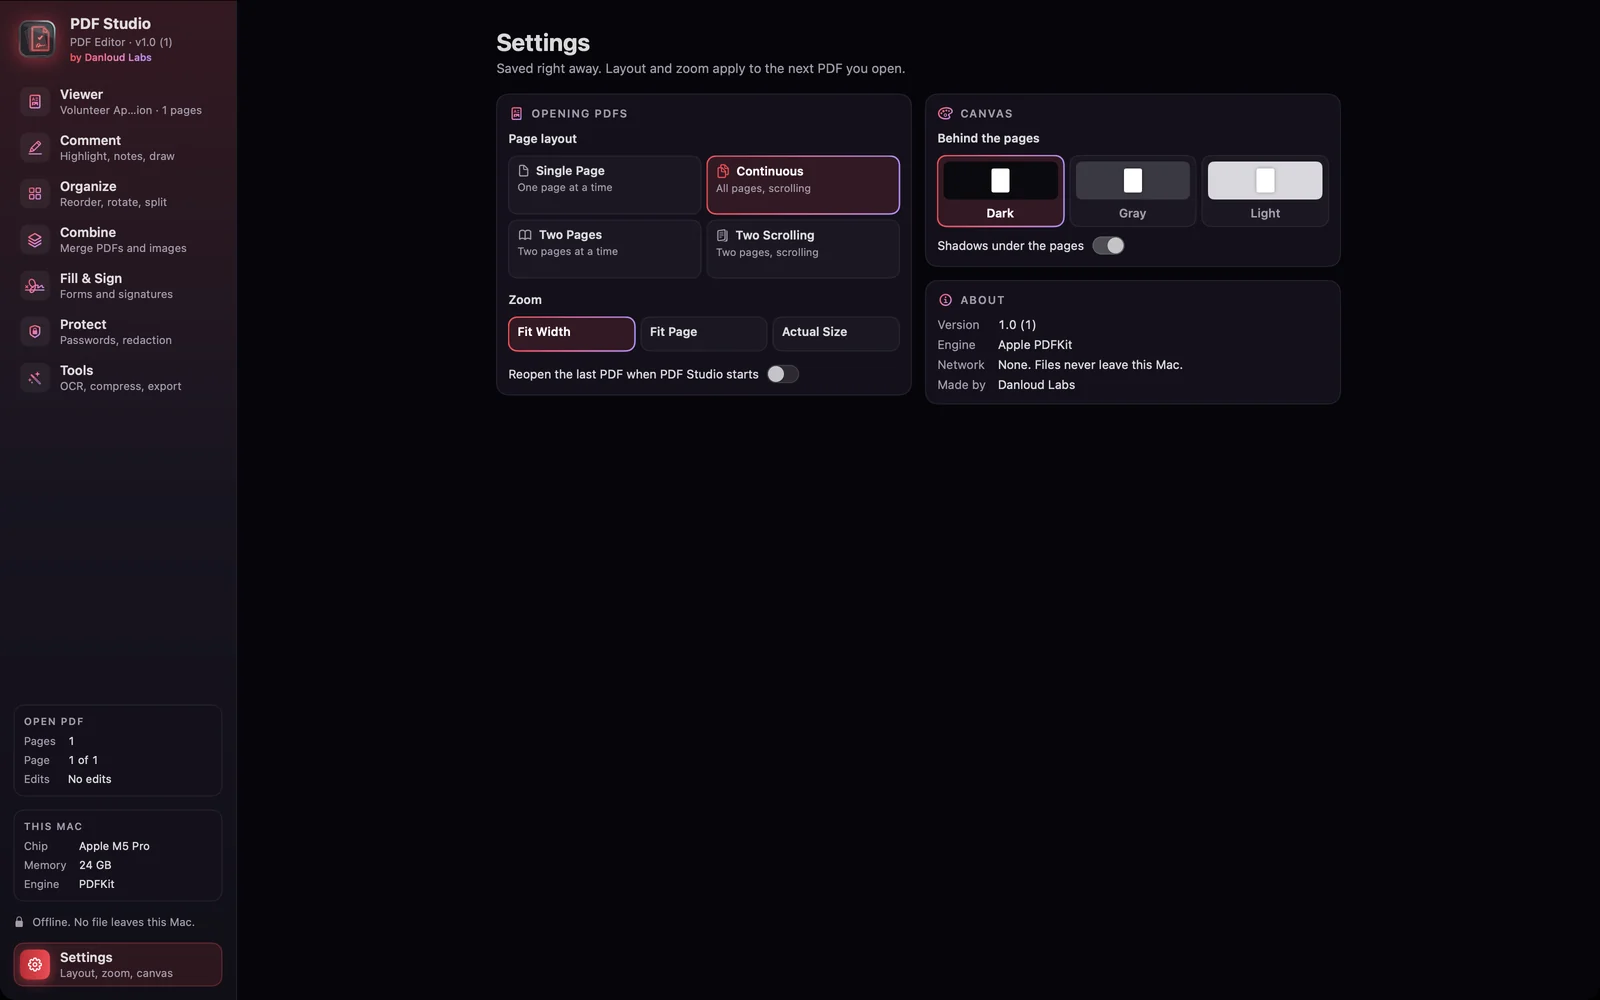 PDF Studio
PDF Editor · v1.0 (1)
by Danloud Labs
Viewer
Volunteer Ap...ion · 1 pages
Comment
Highlight, notes, draw
Organize
Reorder, rotate, split
Combine
Merge PDFs and images
Fill & Sign
Forms and signatures
Protect
Passwords, redaction
Tools
OCR, compress, export
OPEN PDF
Pages 1
Page 1 of 1
Edits No edits
THIS MAC
Chip Apple M5 Pro
Memory 24 GB
Engine PDFKit
Offline. No file leaves this Mac.
Settings
Layout, zoom, canvas
Settings
Saved right away. Layout and zoom apply to the next PDF you open.
OPENING PDFS
Page layout
Single Page
One page at a time
Continuous
All pages, scrolling
Two Pages
Two pages at a time
Two Scrolling
Two pages, scrolling
Zoom
Fit Width
Fit Page
Actual Size
Reopen the last PDF when PDF Studio starts
CANVAS
Behind the pages
Dark
Gray
Light
Shadows under the pages
ABOUT
Version 1.0 (1)
Engine Apple PDFKit
Network None. Files never leave this Mac.
Made by Danloud Labs